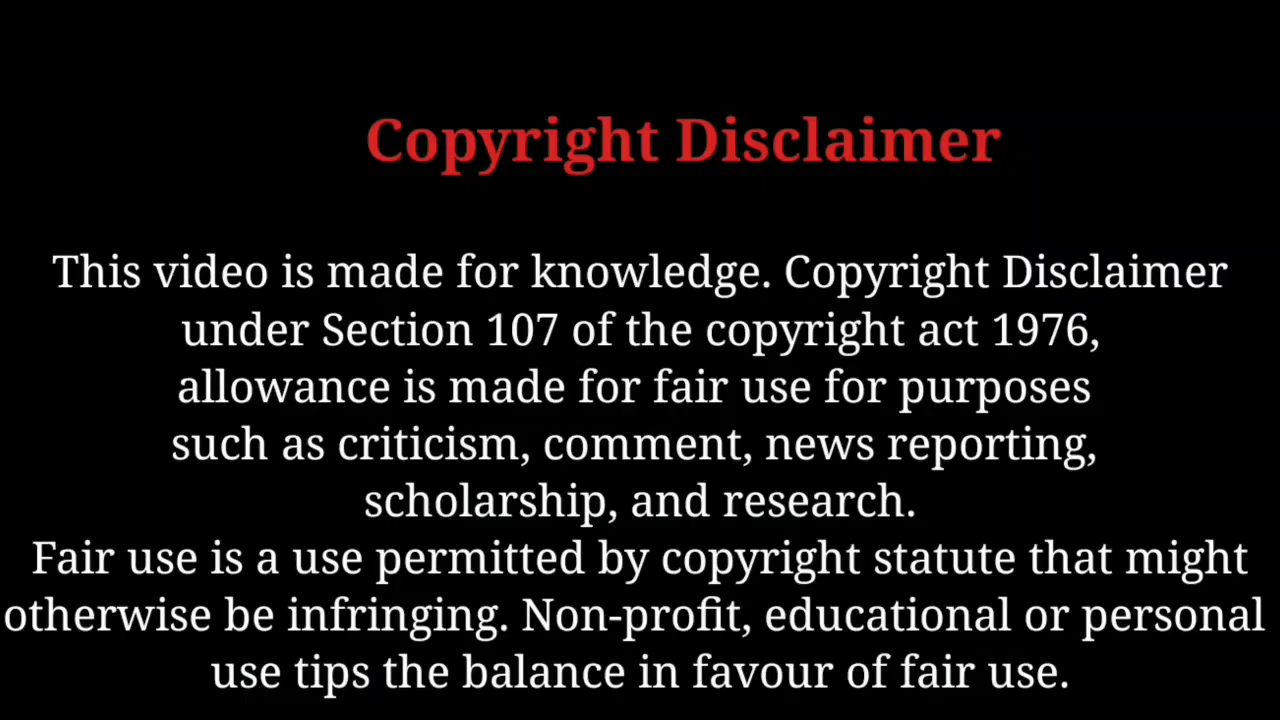 Copyright Disclaimer
This video is made for knowledge. Copyright Disclaimer
under Section 107 of the copyright act 1976,
allowance is made for fair use for purposes
such as criticism, comment, news reporting,
scholarship, and research.
Fair use is a use permitted by copyright statute that might
otherwise be infringing. Non-profit, educational or personal
use tips the balance in favour of fair use.